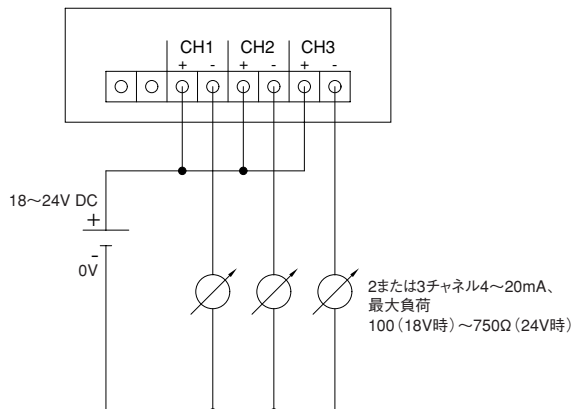 CH1 CH2 CH3
+ - + - + -
18～24V DC
+
-
0V
2または3チャネル4～20mA、
最大負荷
100（18V時）～750Ω（24V時）